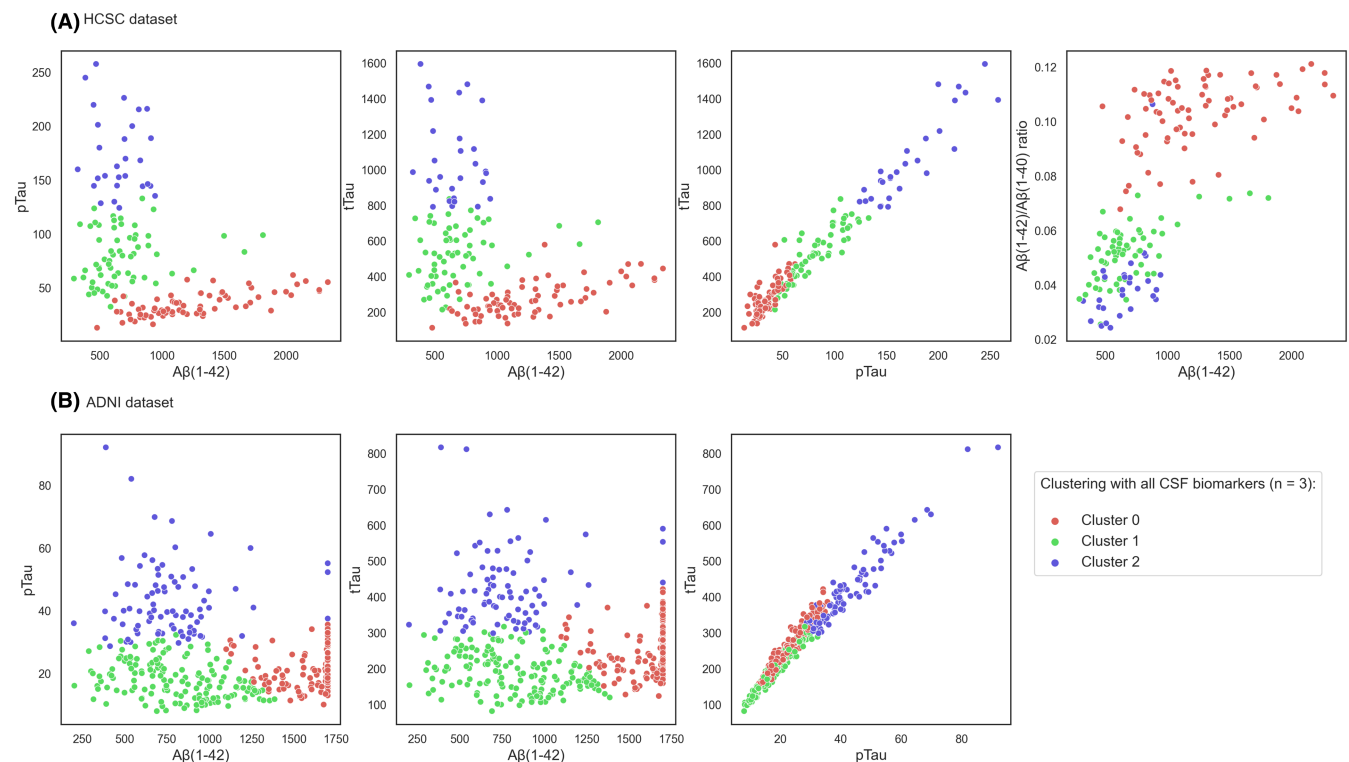 (A) HCSC dataset
pTau
250
200
150
100
50
500 1000 1500 2000
Aβ(1-42)
tTau
1600
1400
1200
1000
800
600
400
200
500 1000 1500 2000
Aβ(1-42)
tTau
1600
1400
1200
1000
800
600
400
200
50 100 150 200 250
pTau
Aβ(1-42)/Aβ(1-40) ratio
0.12
0.10
0.08
0.06
0.04
0.02
500 1000 1500 2000
Aβ(1-42)
(B) ADNI dataset
pTau
80
60
40
20
250 500 750 1000 1250 1500 1750
Aβ(1-42)
tTau
800
700
600
500
400
300
200
100
250 500 750 1000 1250 1500 1750
Aβ(1-42)
tTau
800
700
600
500
400
300
200
100
20 40 60 80
pTau
Clustering with all CSF biomarkers (n = 3):
Cluster 0
Cluster 1
Cluster 2